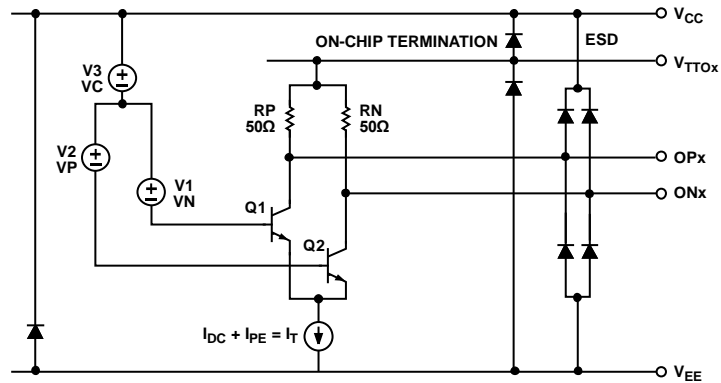 V_CC
ON-CHIP TERMINATION
ESD
V_TTOx
V3
VC
RP
50Ω
RN
50Ω
V2
VP
OPx
V1
VN
ONx
Q1
Q2
I_DC + I_PE = I_T
V_EE